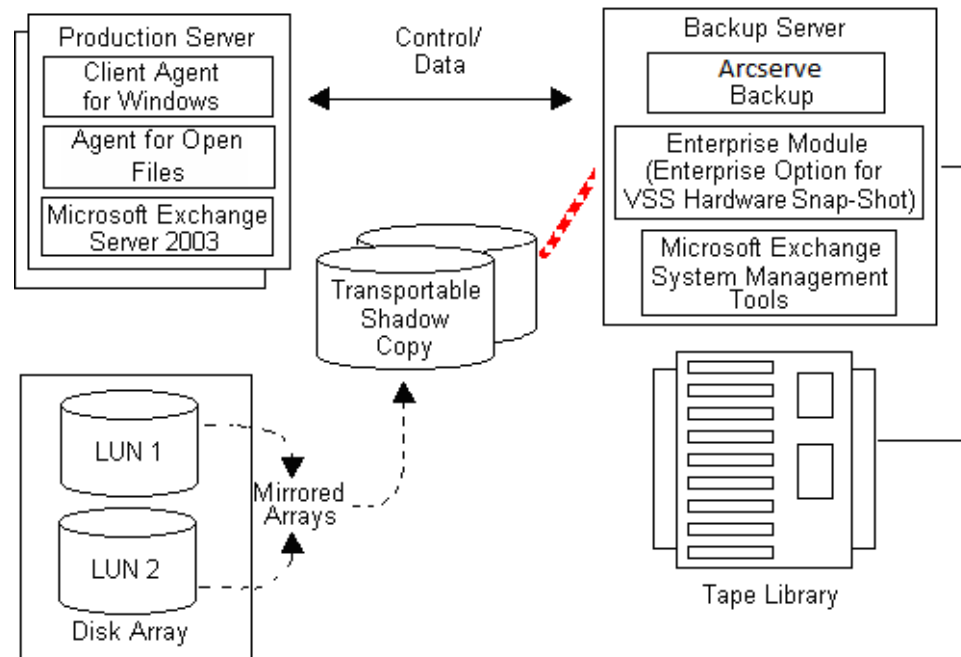 Production Server
Client Agent
for Windows
Agent for Open
Files
Microsoft Exchange
Server 2003
Control/
Data
Backup Server
Arcserve
Backup
Enterprise Module
(Enterprise Option for
VSS Hardware Snap-Shot)
Microsoft Exchange
System Management
Tools
Transportable
Shadow
Copy
LUN 1
LUN 2
Disk Array
Mirrored
Arrays
Tape Library